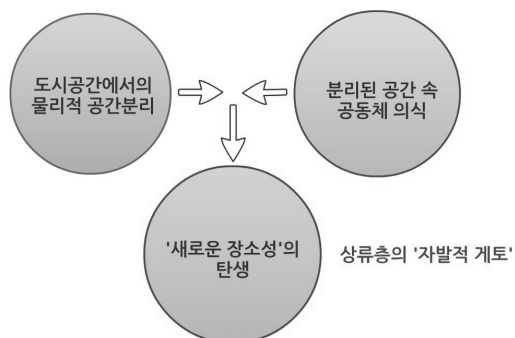 도시공간에서의
물리적 공간분리
분리된 공간 속
공동체 의식
'새로운 장소성'의
탄생
상류층의 '자발적 게토'